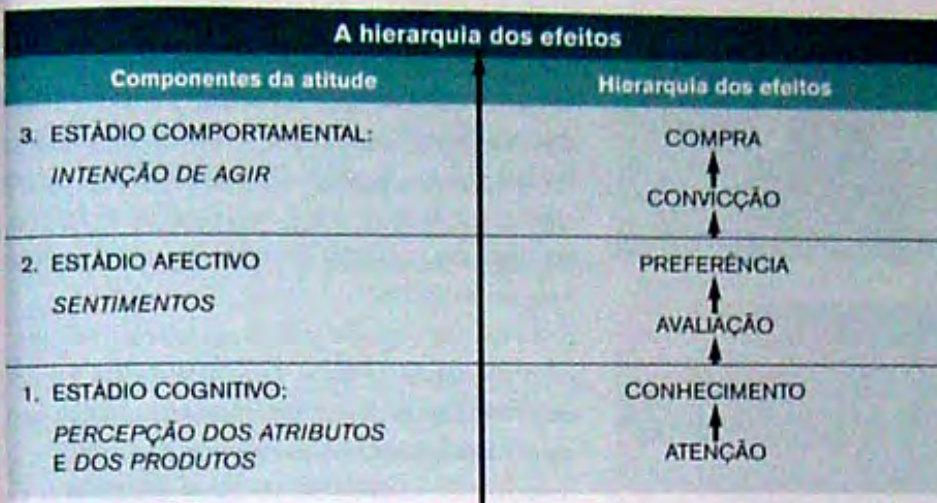 A hierarquia dos efeitos
Componentes da atitude
Hierarquia dos efeitos
3. ESTÁDIO COMPORTAMENTAL:
INTENÇÃO DE AGIR
COMPRA
CONVICÇÃO
2. ESTÁDIO AFECTIVO
SENTIMENTOS
PREFERÊNCIA
AVALIAÇÃO
1. ESTÁDIO COGNITIVO:
PERCEPÇÃO DOS ATRIBUTOS
E DOS PRODUTOS
CONHECIMENTO
ATENÇÃO